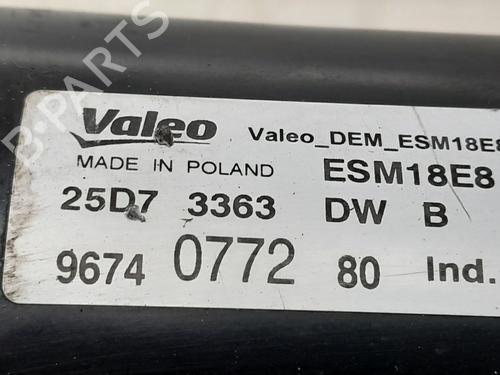 Valeo Valeo_DEM_ESM18E8
MADE IN POLAND ESM18E8
25D7 3363 DW B
9674 0772 80 Ind.
B-PARTS